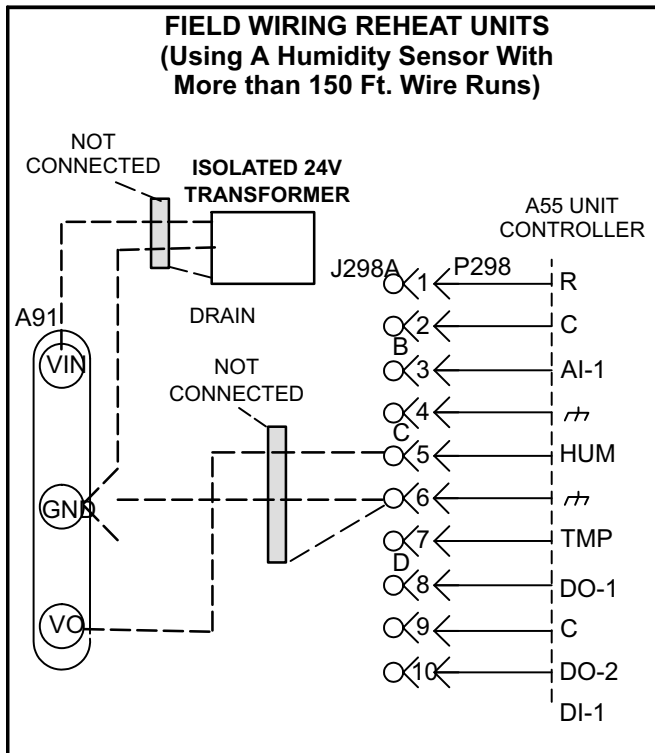 FIELD WIRING REHEAT UNITS
(Using A Humidity Sensor With
More than 150 Ft. Wire Runs)
NOT
CONNECTED
ISOLATED 24V
TRANSFORMER
A55 UNIT
CONTROLLER
J298A
P298
1
R
A91
DRAIN
2
C
B
VIN
NOT
CONNECTED
3
AI-1
4
C
5
HUM
GND
6
7
TMP
D
8
DO-1
VO
9
C
10
DO-2
DI-1